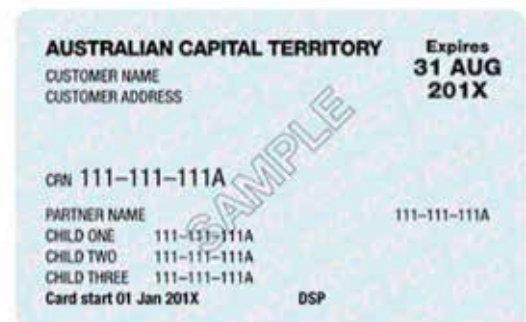 AUSTRALIAN CAPITAL TERRITORY
Expires
31 AUG
201X
CUSTOMER NAME
CUSTOMER ADDRESS
SAMPLE
CRN 111–111–111A
PARTNER NAME 111–111–111A
CHILD ONE 111–111–111A
CHILD TWO 111–111–111A
CHILD THREE 111–111–111A
Card start 01 Jan 201X DSP